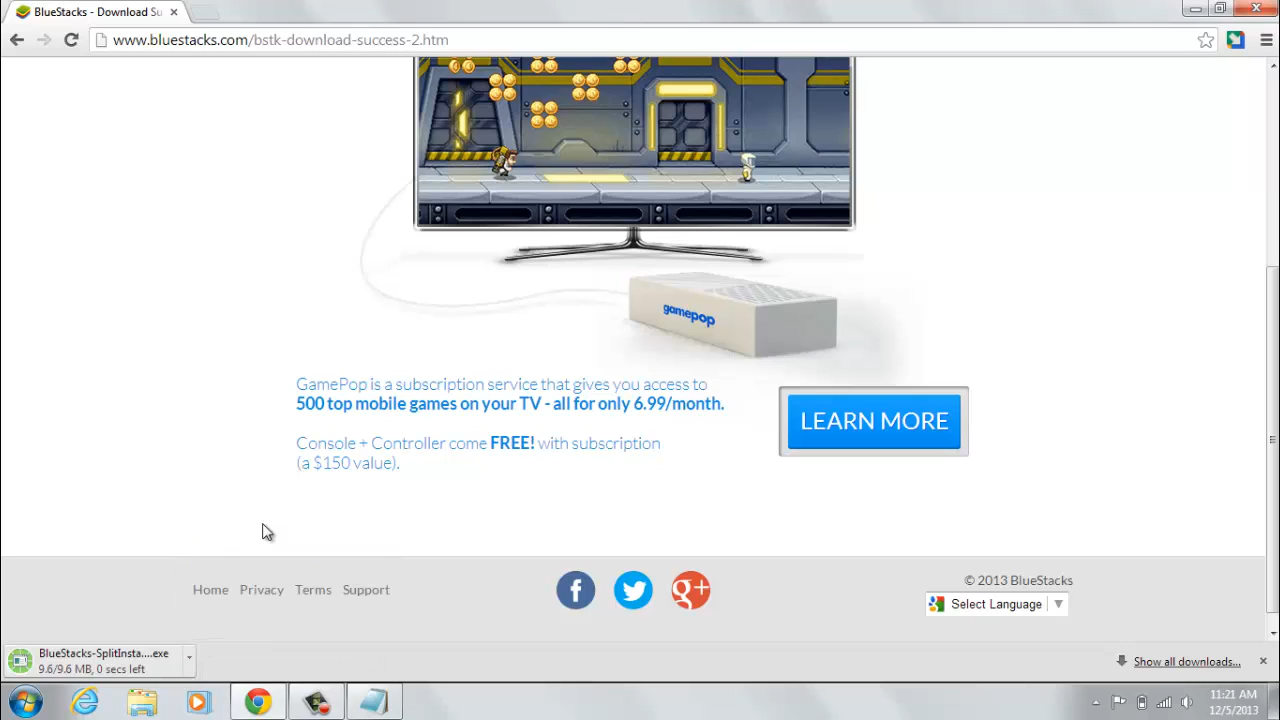 BlueStacks - Download Su
www.bluestacks.com/bstk-download-success-2.htm
gamepop
GamePop is a subscription service that gives you access to
500 top mobile games on your TV - all for only 6.99/month.
LEARN MORE
Console + Controller come FREE! with subscription
(a $150 value).
Home Privacy Terms Support
f
g+
© 2013 BlueStacks
Select Language
BlueStacks-SplitInsta....exe
9.6/9.6 MB, 0 secs left
Show all downloads...
11:21 AM
12/5/2013